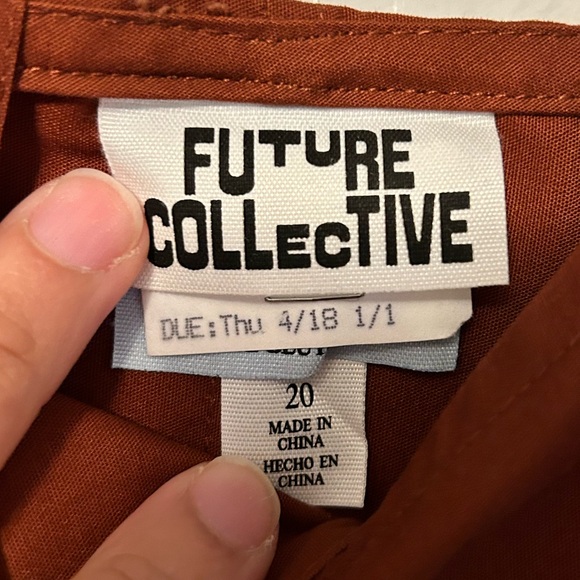 FUTURE
COLLECTIVE
DUE:Thu 4/18 1/1
20
MADE IN
CHINA
HECHO EN
CHINA